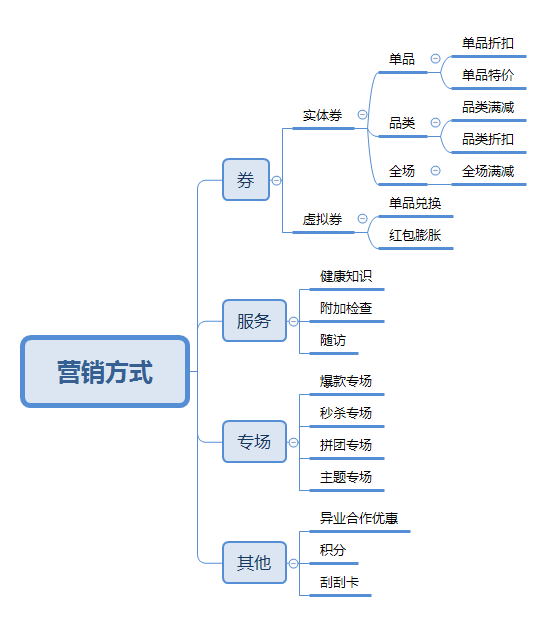 营销方式
券
实体券
单品
单品折扣
单品特价
品类
品类满减
品类折扣
全场
全场满减
虚拟券
单品兑换
红包膨胀
服务
健康知识
附加检查
随访
专场
爆款专场
秒杀专场
拼团专场
主题专场
其他
异业合作优惠
积分
刮刮卡